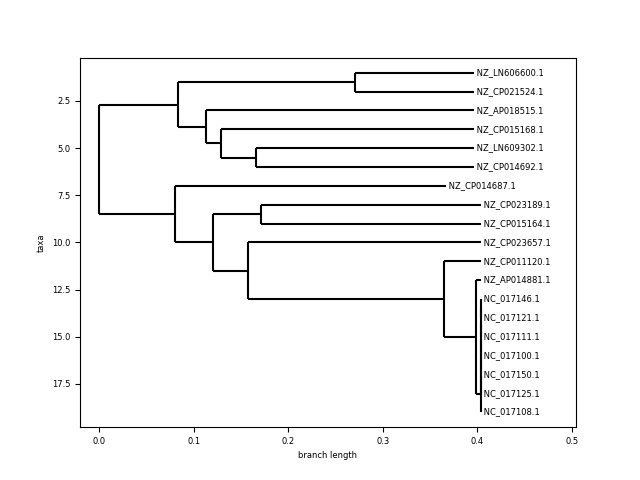 NZ_LN606600.1
NZ_CP021524.1
2.5
NZ_AP018515.1
NZ_CP015168.1
5.0
NZ_LN609302.1
NZ_CP014692.1
NZ_CP014687.1
7.5
NZ_CP023189.1
NZ_CP015164.1
10.0
NZ_CP023657.1
taxa
NZ_CP011120.1
NZ_AP014881.1
12.5
NC_017146.1
NC_017121.1
15.0
NC_017111.1
NC_017100.1
NC_017150.1
17.5
NC_017125.1
NC_017108.1
0.0 0.1 0.2 0.3 0.4 0.5
branch length